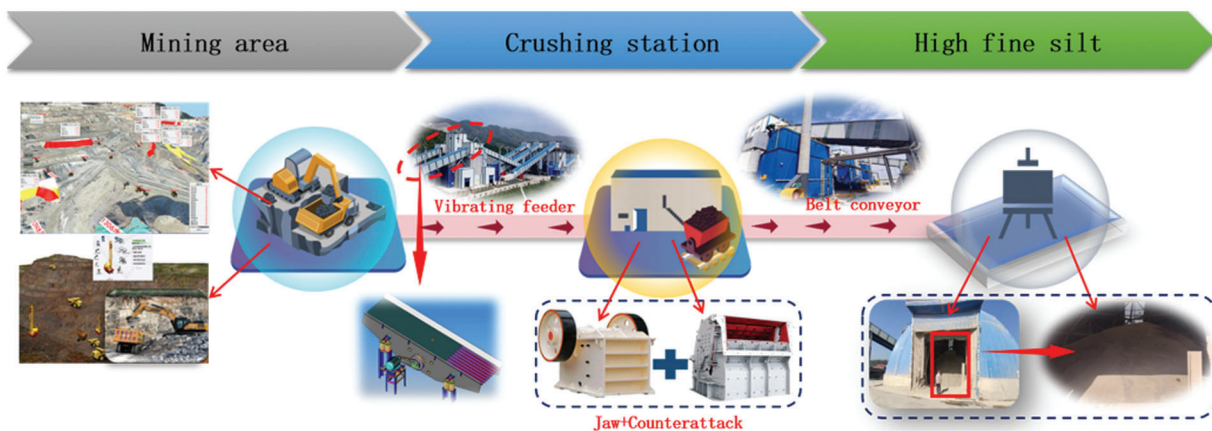 Mining area
Crushing station
High fine silt
Vibrating feeder
Belt conveyor
Jaw+Counterattack